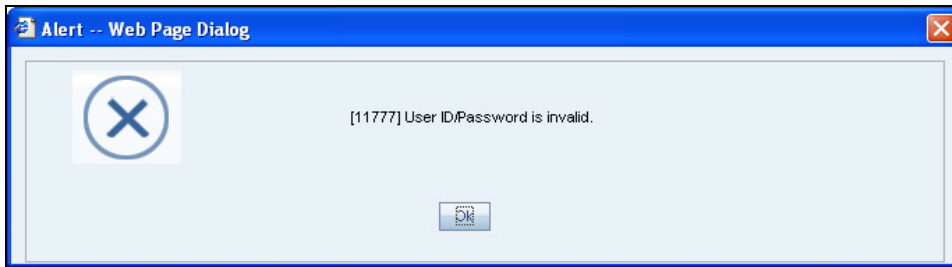 Alert -- Web Page Dialog
[11777] User ID/Password is invalid.
Ok